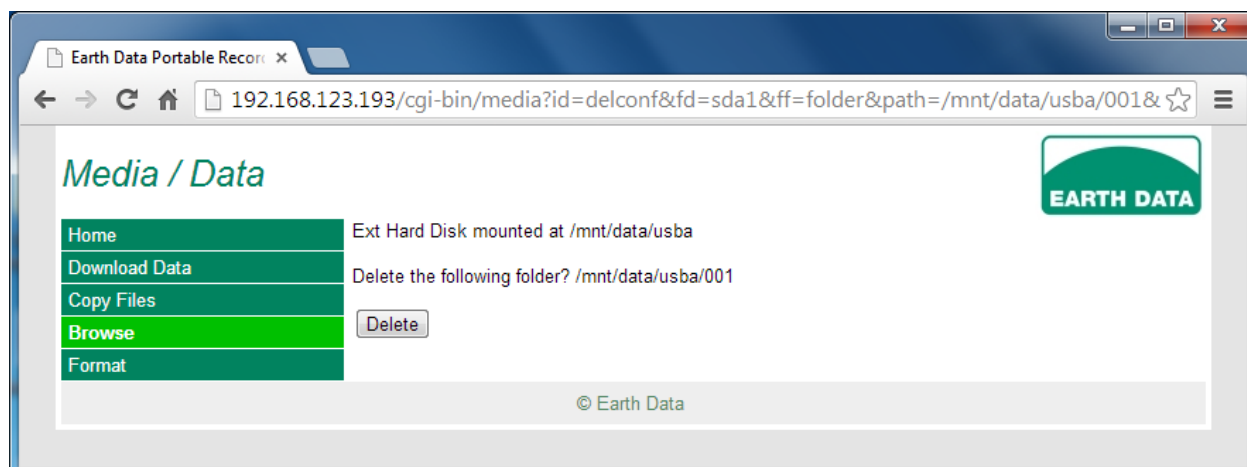 Earth Data Portable Recor
192.168.123.193/cgi-bin/media?id=delconf&fd=sda1&ff=folder&path=/mnt/data/usba/001&
Media / Data
EARTH DATA
Home
Ext Hard Disk mounted at /mnt/data/usba
Download Data
Delete the following folder? /mnt/data/usba/001
Copy Files
Browse
Delete
Format
© Earth Data